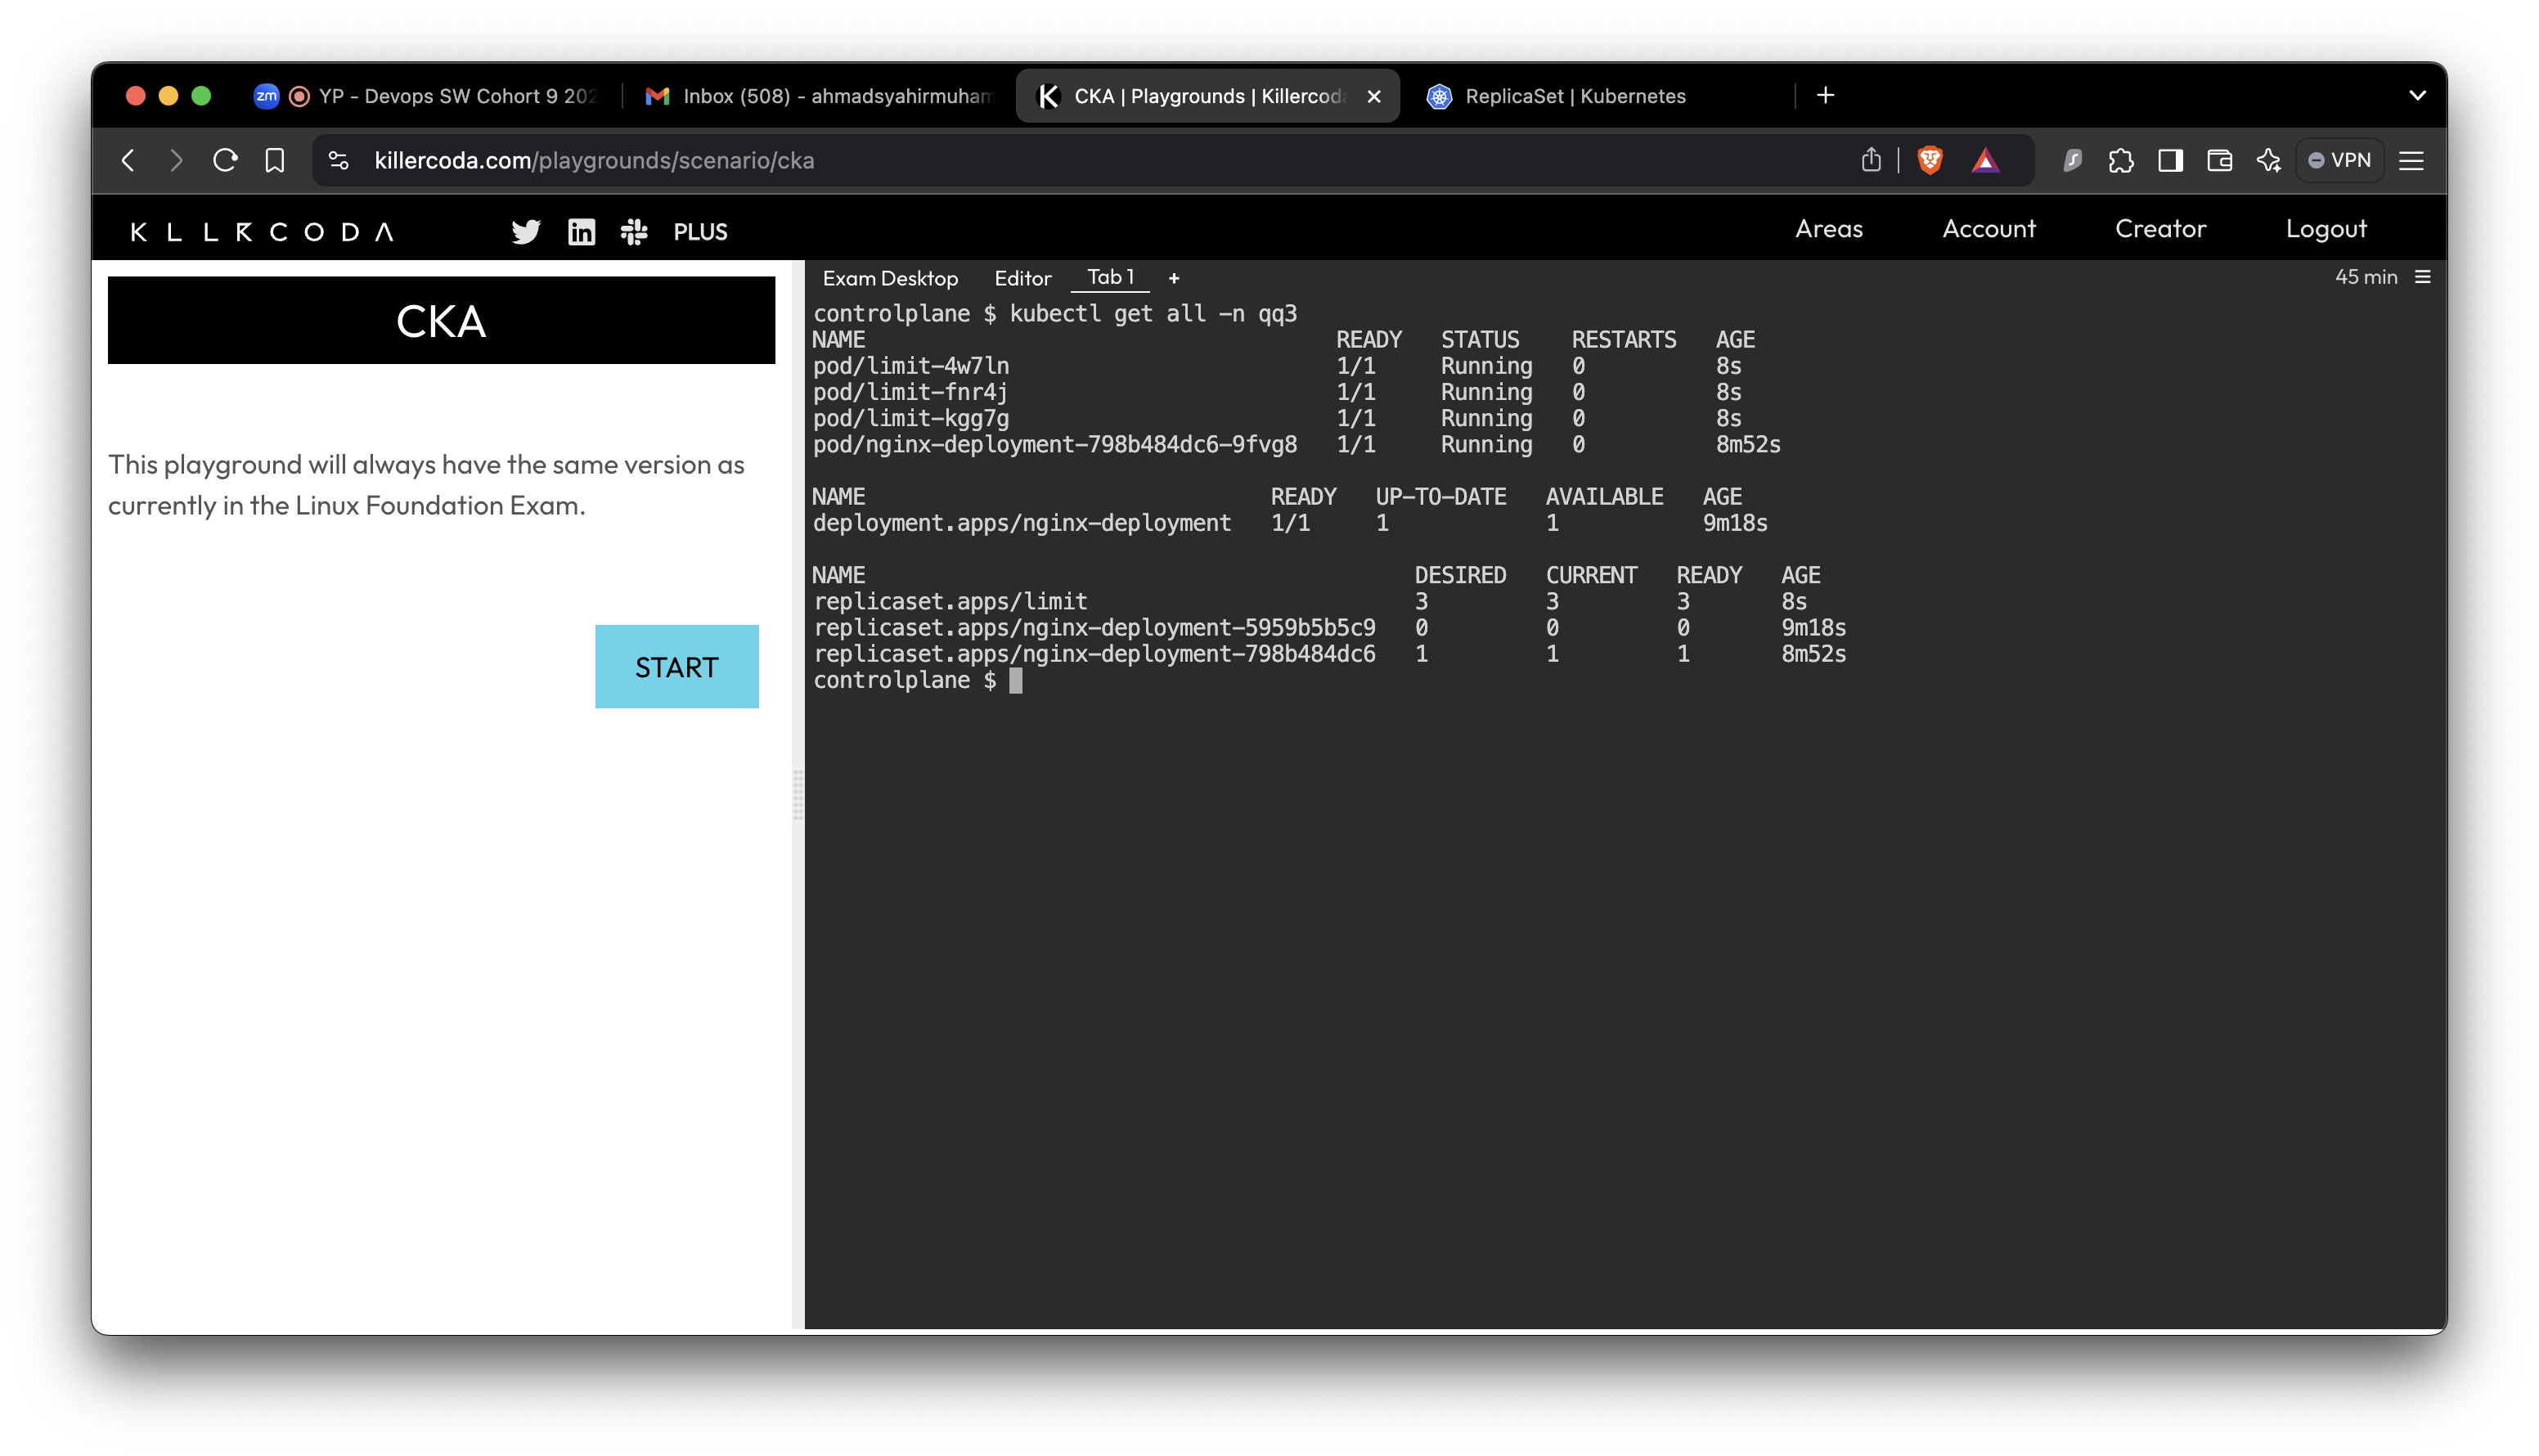 zm YP - Devops SW Cohort 9 202
Inbox (508) - ahmadsyahirmuham
CKA | Playgrounds | Killercoda
ReplicaSet | Kubernetes
killercoda.com/playgrounds/scenario/cka
VPN
KLLRCODA
PLUS
Areas
Account
Creator
Logout
CKA
This playground will always have the same version as
currently in the Linux Foundation Exam.
START
Exam Desktop Editor Tab 1 +
45 min
controlplane $ kubectl get all -n qq3
NAME READY STATUS RESTARTS AGE
pod/limit-4w7ln 1/1 Running 0 8s
pod/limit-fnr4j 1/1 Running 0 8s
pod/limit-kgg7g 1/1 Running 0 8s
pod/nginx-deployment-798b484dc6-9fvg8 1/1 Running 0 8m52s
NAME READY UP-TO-DATE AVAILABLE AGE
deployment.apps/nginx-deployment 1/1 1 1 9m18s
NAME DESIRED CURRENT READY AGE
replicaset.apps/limit 3 3 3 8s
replicaset.apps/nginx-deployment-5959b5b5c9 0 0 0 9m18s
replicaset.apps/nginx-deployment-798b484dc6 1 1 1 8m52s
controlplane $